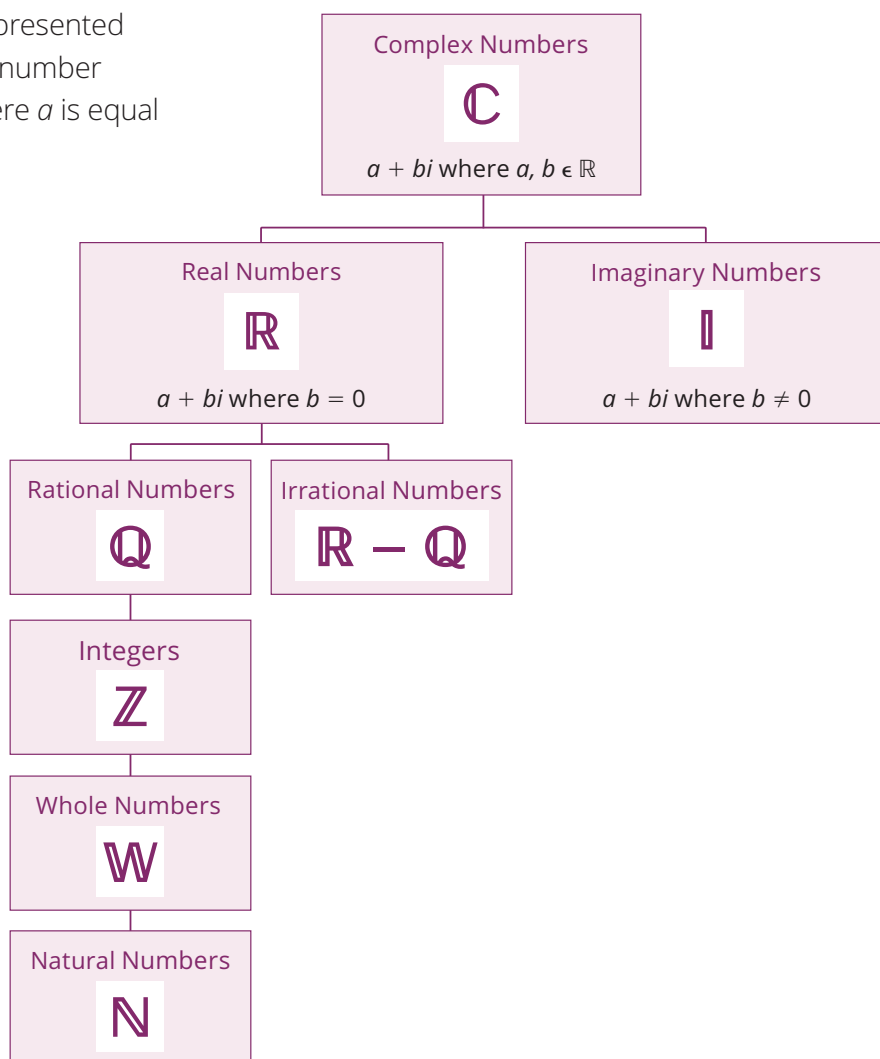 presented
number
ere a is equal
Complex Numbers
ℂ
a + bi where a, b ϵ ℝ
Real Numbers
ℝ
a + bi where b = 0
Imaginary Numbers
𝕀
a + bi where b ≠ 0
Rational Numbers
ℚ
Irrational Numbers
ℝ – ℚ
Integers
ℤ
Whole Numbers
𝕎
Natural Numbers
ℕ